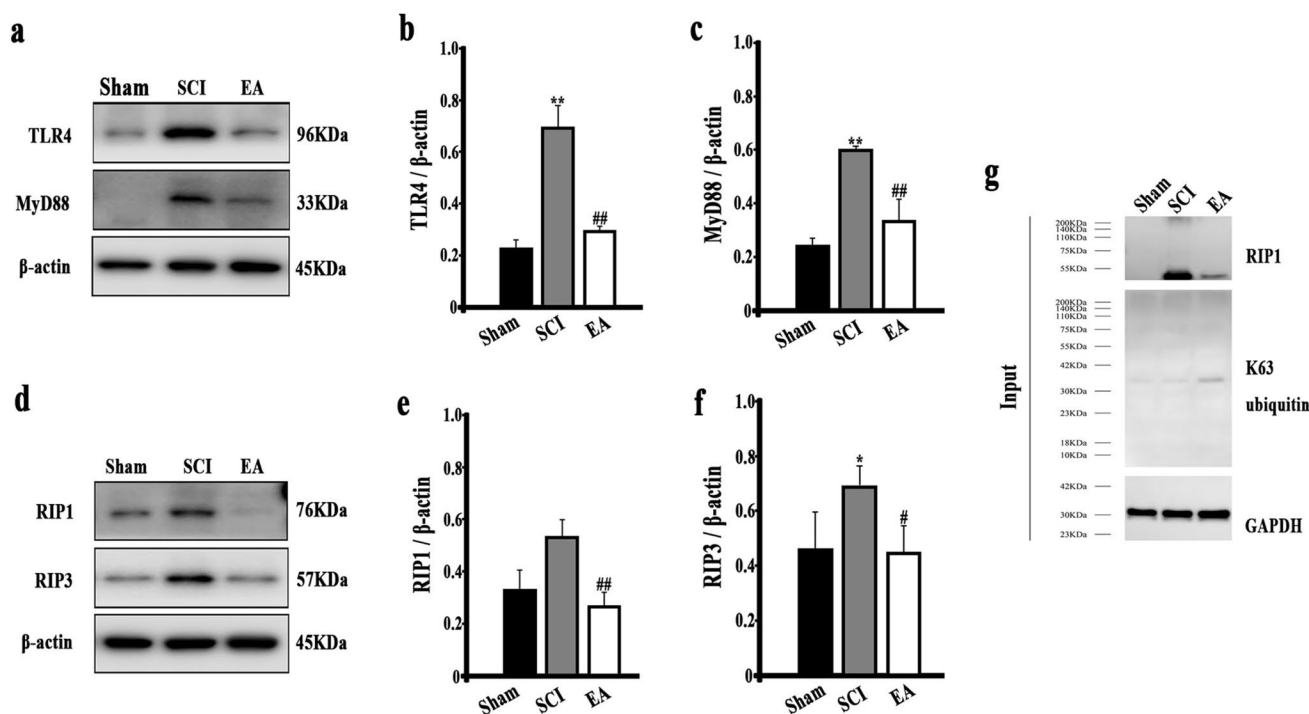 a
Sham SCI EA
TLR4 96KDa
MyD88 33KDa
β-actin 45KDa
b
1.0
0.8
0.6
0.4
0.2
0
TLR4 / β-actin
**
##
Sham SCI EA
c
1.0
0.8
0.6
0.4
0.2
0
MyD88 / β-actin
**
##
Sham SCI EA
d
Sham SCI EA
RIP1 76KDa
RIP3 57KDa
β-actin 45KDa
e
1.0
0.8
0.6
0.4
0.2
0
RIP1 / β-actin
##
Sham SCI EA
f
1.0
0.8
0.6
0.4
0.2
0
RIP3 / β-actin
*
#
Sham SCI EA
g
Sham SCI EA
Input
200KDa
140KDa
110KDa
75KDa
55KDa
RIP1
200KDa
140KDa
110KDa
75KDa
55KDa
42KDa
30KDa
23KDa
18KDa
10KDa
K63
ubiquitin
42KDa
30KDa
23KDa
GAPDH